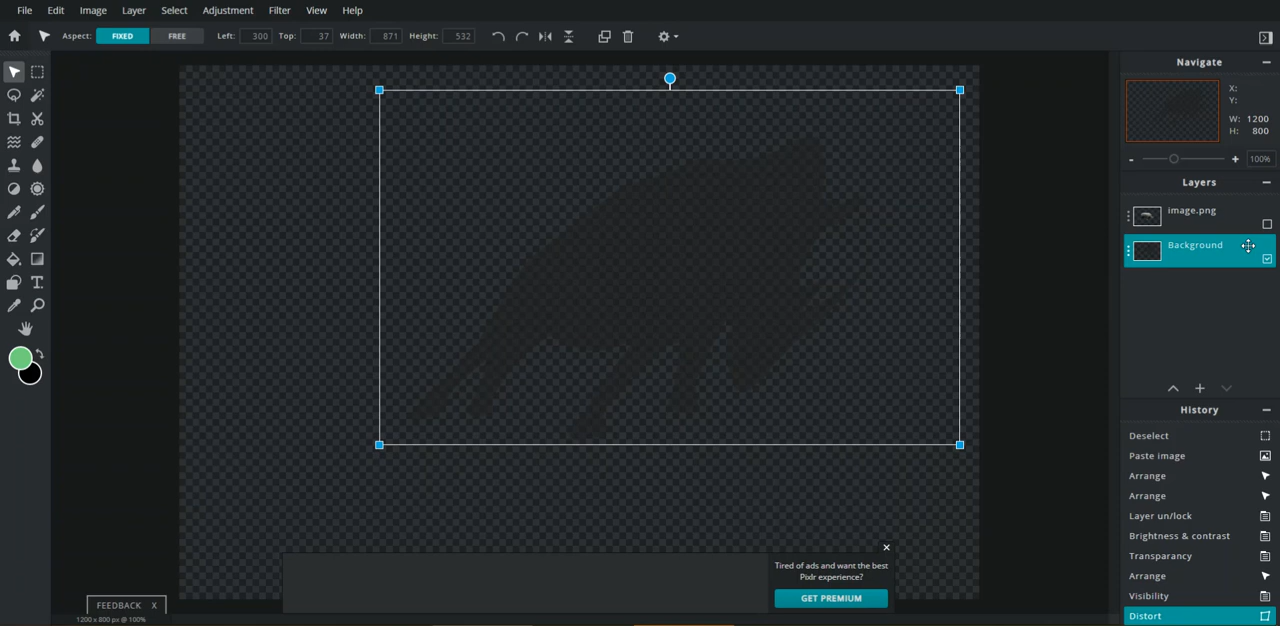 File Edit Image Layer Select Adjustment Filter View Help
Aspect: FIXED FREE Left: 300 Top: 37 Width: 871 Height: 532
Navigate
X:
Y:
W: 1200
H: 800
- + 100%
Layers
image.png
Background
History
Deselect
Paste image
Arrange
Arrange
Layer un/lock
Brightness & contrast
Transparancy
Arrange
Visibility
Distort
Tired of ads and want the best
Pixlr experience?
GET PREMIUM
FEEDBACK X
1200 x 800 px @ 100%